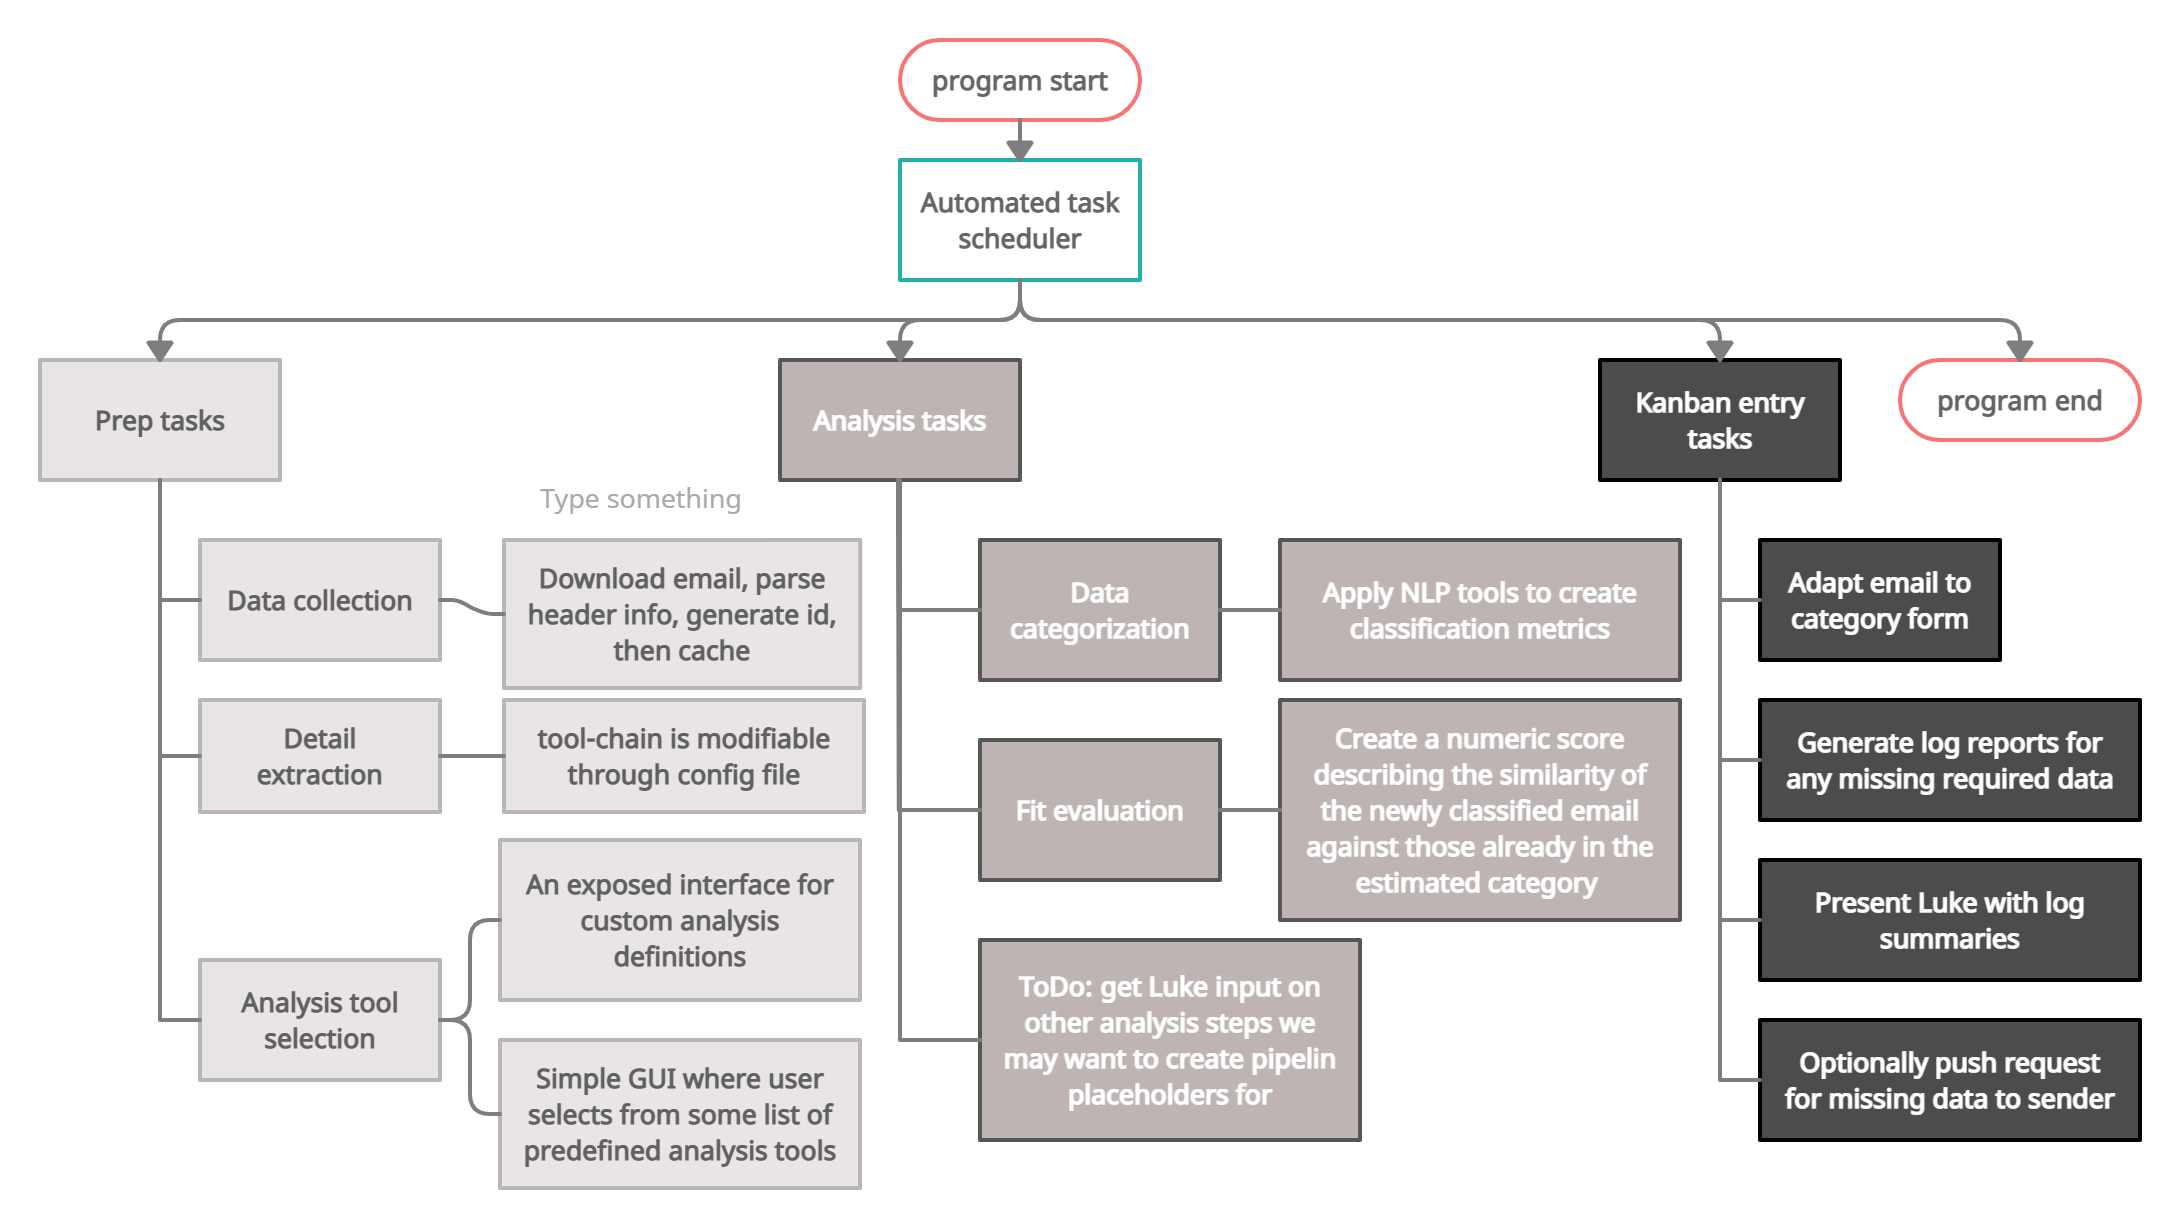 program start
Automated task
scheduler
Prep tasks
Analysis tasks
Kanban entry
tasks
program end
Type something
Data collection
Download email, parse
header info, generate id,
then cache
Detail
extraction
tool-chain is modifiable
through config file
Analysis tool
selection
An exposed interface for
custom analysis
definitions
Simple GUI where user
selects from some list of
predefined analysis tools
Data
categorization
Apply NLP tools to create
classification metrics
Fit evaluation
Create a numeric score
describing the similarity of
the newly classified email
against those already in the
estimated category
ToDo: get Luke input on
other analysis steps we
may want to create pipelin
placeholders for
Adapt email to
category form
Generate log reports for
any missing required data
Present Luke with log
summaries
Optionally push request
for missing data to sender